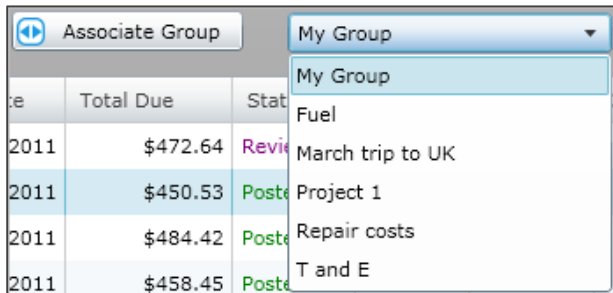 Associate Group My Group
My Group
te Total Due Stat
Fuel
2011 $472.64 Revie March trip to UK
2011 $450.53 Poste Project 1
2011 $484.42 Poste Repair costs
2011 $458.45 Poste T and E